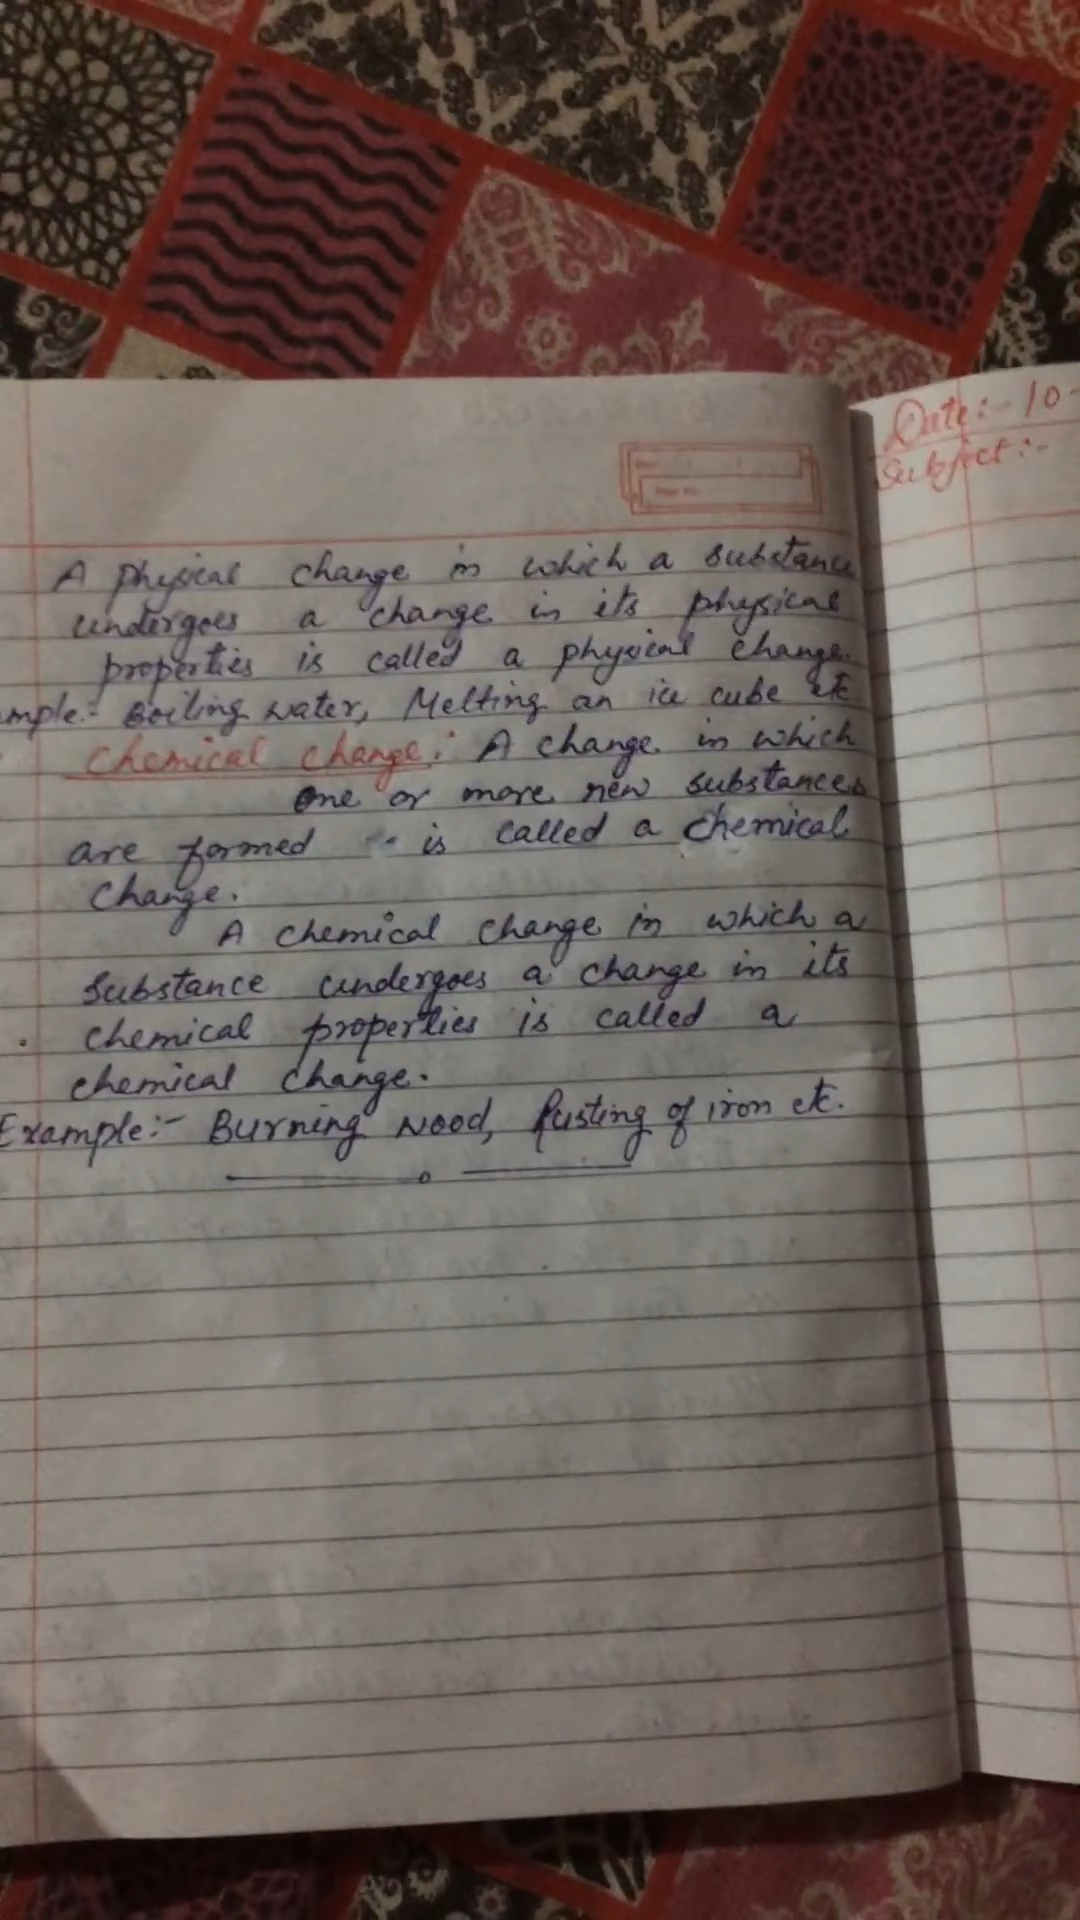 A physical change in which a substance
undergoes a change in its physical
properties is called a physical change.
mple:- Boiling water, Melting an ice cube etc.
Chemical change:- A change in which
one or more new substances
are formed is called a chemical
change.
A chemical change in which a
substance undergoes a change in its
chemical properties is called a
chemical change.
Example:- Burning wood, Rusting of iron etc.
Date:- 10-
Subject:-